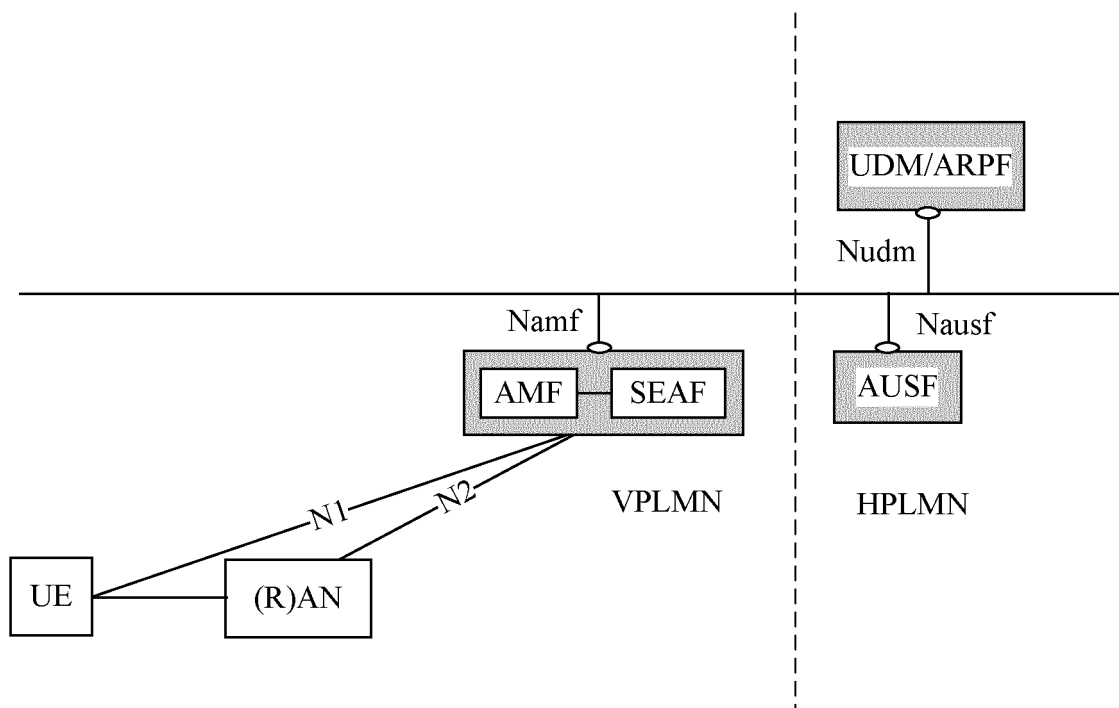 UDM/ARPF
Nudm
Namf
Nausf
AMF
SEAF
AUSF
N1
N2
VPLMN
HPLMN
UE
(R)AN